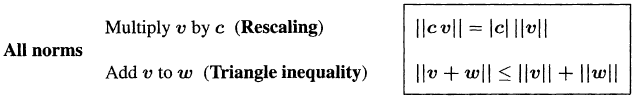 Multiply v by c (Rescaling) ||c v|| = |c| ||v||
All norms
Add v to w (Triangle inequality) ||v + w|| ≤ ||v|| + ||w||